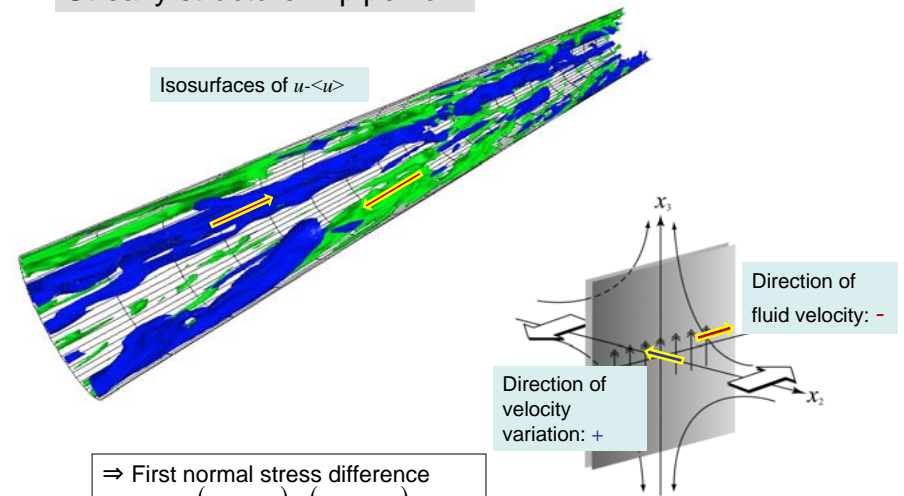 Isosurfaces of u-<u>
x₃
Direction of
fluid velocity: -
Direction of
velocity
variation: +
x₂
⇒ First normal stress difference